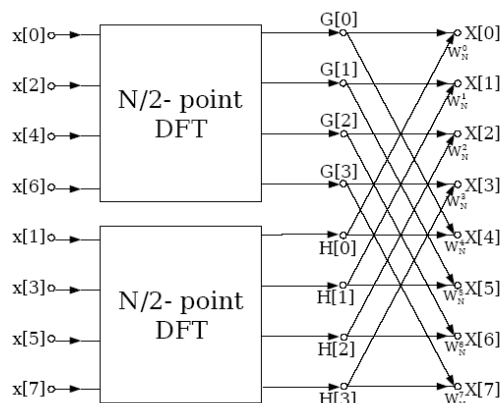 x[0]
x[2]
x[4]
x[6]
N/2- point
DFT
G[0]
G[1]
G[2]
G[3]
x[1]
x[3]
x[5]
x[7]
N/2- point
DFT
H[0]
H[1]
H[2]
H[3]
X[0]
W_N^0
X[1]
W_N^1
X[2]
W_N^2
X[3]
W_N^3
X[4]
W_N^4
X[5]
W_N^5
X[6]
W_N^6
X[7]
W_N^7